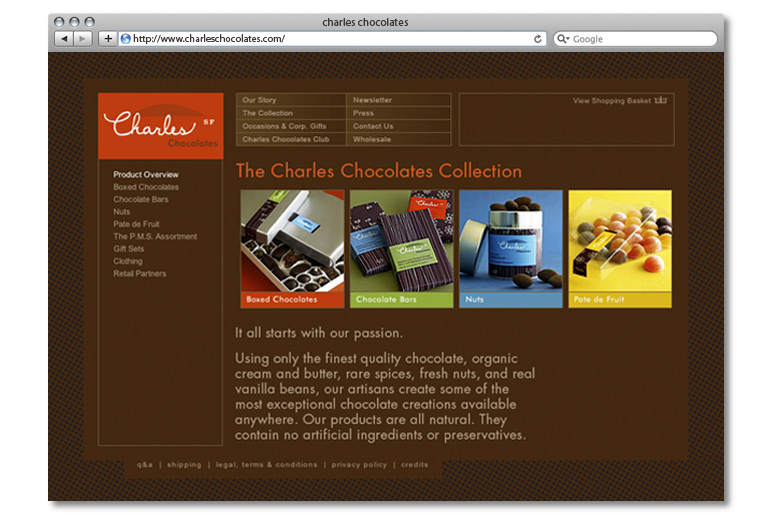 charles chocolates
http://www.charleschocolates.com/
Google
Charles SF
Chocolates
Our Story
Newsletter
The Collection
Press
Occasions & Corp. Gifts
Contact Us
Charles Chocolates Club
Wholesale
View Shopping Basket
Product Overview
Boxed Chocolates
Chocolate Bars
Nuts
Pate de Fruit
The P.M.S. Assortment
Gift Sets
Clothing
Retail Partners
The Charles Chocolates Collection
Charles
Charles
Boxed Chocolates
Chocolate Bars
Nuts
Pate de Fruit
It all starts with our passion.
Using only the finest quality chocolate, organic
cream and butter, rare spices, fresh nuts, and real
vanilla beans, our artisans create some of the
most exceptional chocolate creations available
anywhere. Our products are all natural. They
contain no artificial ingredients or preservatives.
q&a | shipping | legal, terms & conditions | privacy policy | credits